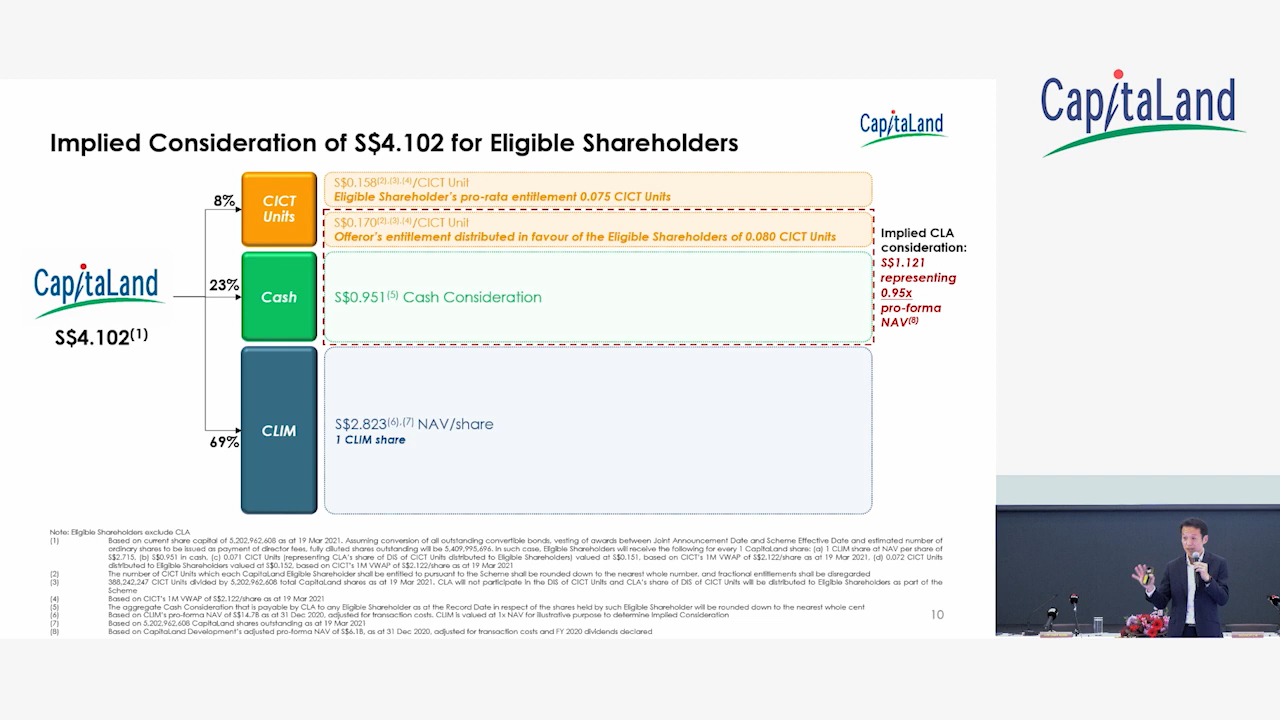 CapitaLand
CapitaLand
Implied Consideration of S$4.102 for Eligible Shareholders
8%
CICT
Units
S$0.158(2),(3),(4)/CICT Unit
Eligible Shareholder's pro-rata entitlement 0.075 CICT Units
S$0.170(2),(3),(4)/CICT Unit
Offeror's entitlement distributed in favour of the Eligible Shareholders of 0.080 CICT Units
Implied CLA
consideration:
S$1.121
representing
0.95x
pro-forma
NAV(8)
CapitaLand
S$4.102(1)
23%
Cash
S$0.951(5) Cash Consideration
69%
CLIM
S$2.823(6),(7) NAV/share
1 CLIM share
Note: Eligible Shareholders exclude CLA
(1) Based on current share capital of 5,202,962,608 as at 19 Mar 2021. Assuming conversion of all outstanding convertible bonds, vesting of awards between Joint Announcement Date and Scheme Effective Date and estimated number of
ordinary shares to be issued as payment of director fees, fully diluted shares outstanding will be 5,409,995,696. In such case, Eligible Shareholders will receive the following for every 1 CapitaLand share: (a) 1 CLIM share at NAV per share of
S$2.715, (b) S$0.951 in cash, (c) 0.071 CICT Units (representing CLA's share of DIS of CICT Units distributed to Eligible Shareholders) valued at S$0.151, based on CICT's 1M VWAP of S$2.122/share as at 19 Mar 2021, (d) 0.072 CICT Units
distributed to Eligible Shareholders valued at S$0.152, based on CICT's 1M VWAP of S$2.122/share as at 19 Mar 2021
(2) The number of CICT Units which each CapitaLand Eligible Shareholder shall be entitled to pursuant to the Scheme shall be rounded down to the nearest whole number, and fractional entitlements shall be disregarded
(3) 388,242,247 CICT Units divided by 5,202,962,608 total CapitaLand shares as at 19 Mar 2021. CLA will not participate in the DIS of CICT Units and CLA's share of DIS of CICT Units will be distributed to Eligible Shareholders as part of the
Scheme
(4) Based on CICT's 1M VWAP of S$2.122/share as at 19 Mar 2021
(5) The aggregate Cash Consideration that is payable by CLA to any Eligible Shareholder as at the Record Date in respect of the shares held by such Eligible Shareholder will be rounded down to the nearest whole cent
(6) Based on CLIM's pro-forma NAV of S$14.7B as at 31 Dec 2020, adjusted for transaction costs. CLIM is valued at 1x NAV for illustrative purpose to determine Implied Consideration
(7) Based on 5,202,962,608 CapitaLand shares outstanding as at 19 Mar 2021
(8) Based on CapitaLand Development's adjusted pro-forma NAV of S$6.1B, as at 31 Dec 2020, adjusted for transaction costs and FY 2020 dividends declared
10